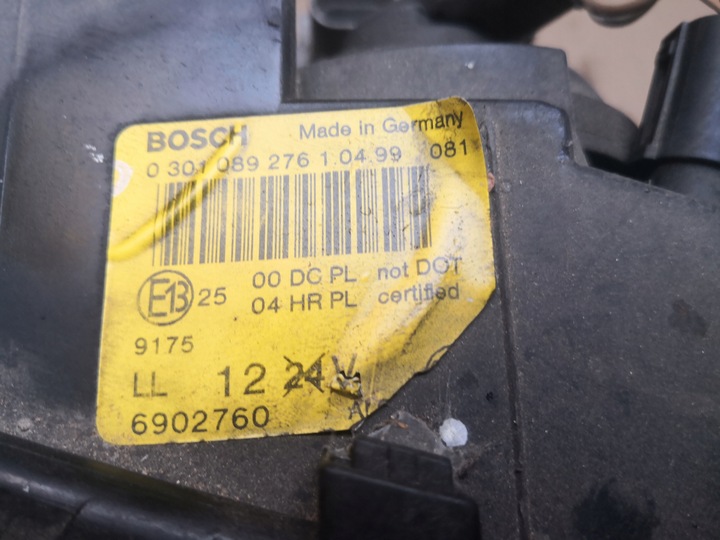 BOSCH Made in Germany
0 301 089 276 1.04.99 081
E13 25 00 DC PL not DOT
04 HR PL certified
9175
LL 12 24 V
6902760